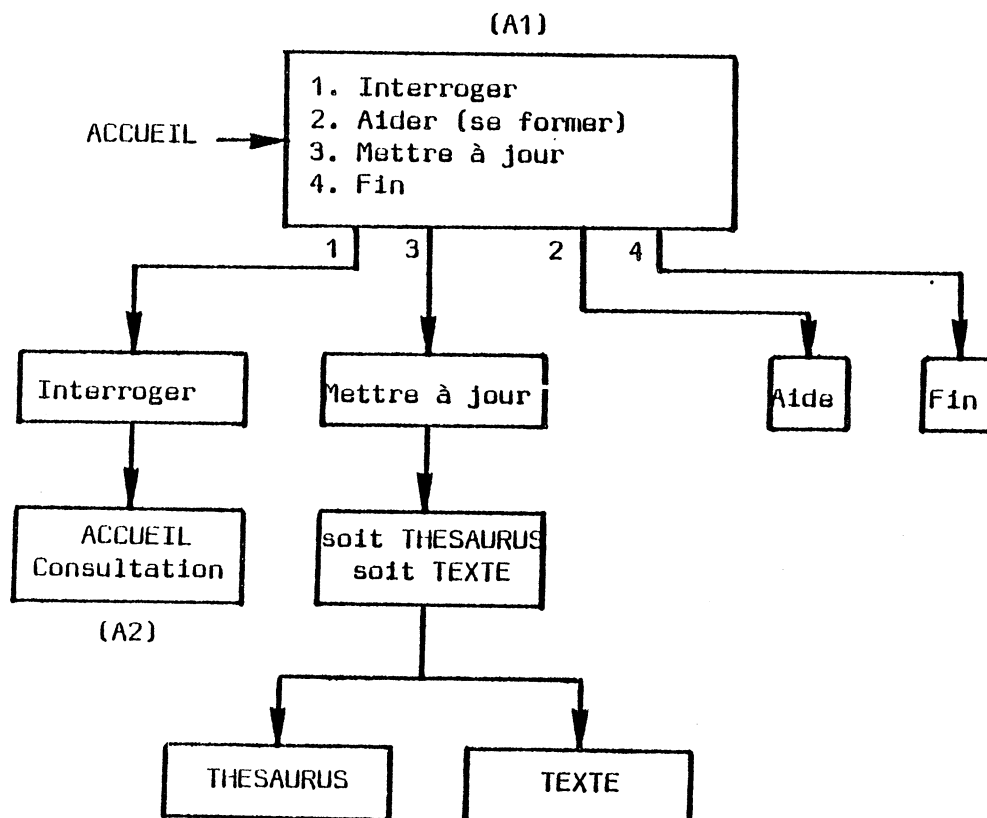 (A1)
1. Interroger
2. Aider (se former)
ACCUEIL
3. Mettre à jour
4. Fin
1
3
2
4
Interroger
Mettre à jour
Aide
Fin
ACCUEIL
Consultation
soit THESAURUS
soit TEXTE
(A2)
THESAURUS
TEXTE